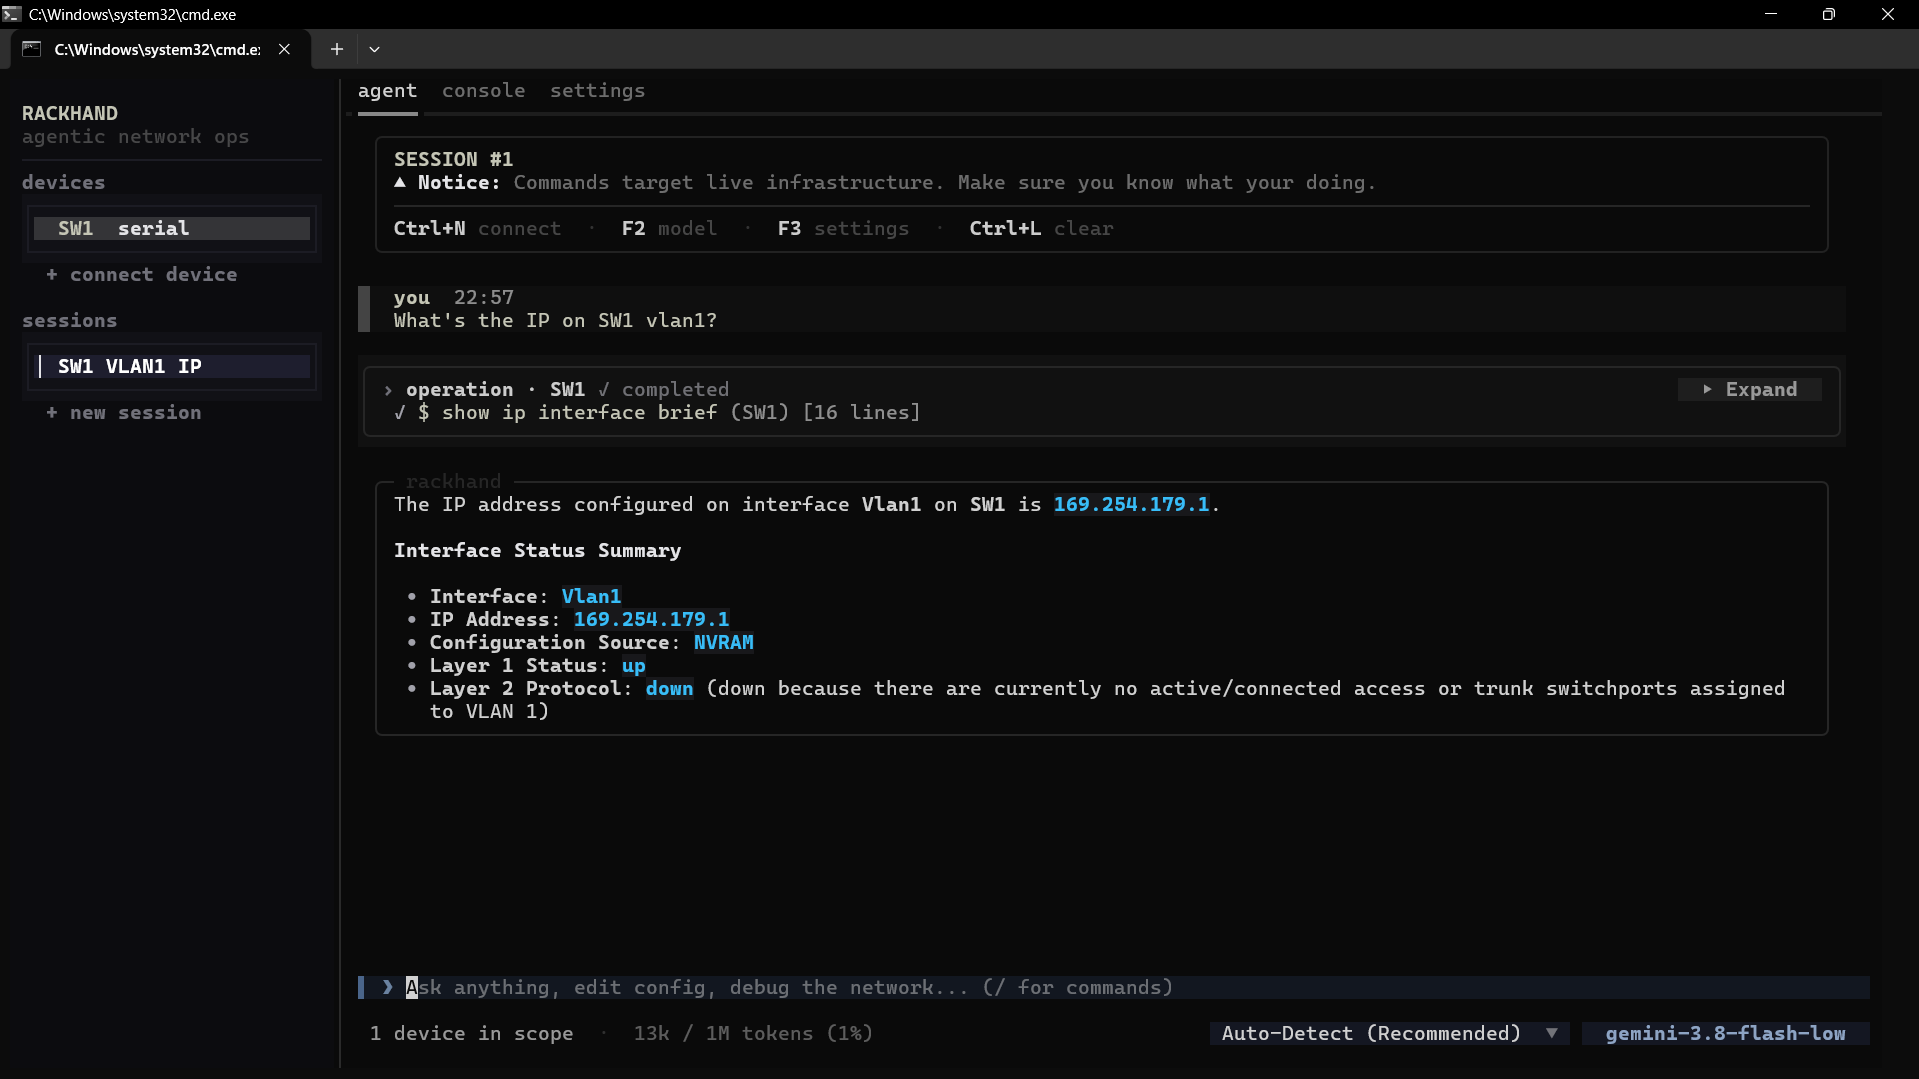 C:\Windows\system32\cmd.exe
C:\Windows\system32\cmd.e:
RACKHAND
agentic network ops
devices
SW1 serial
+ connect device
sessions
SW1 VLAN1 IP
+ new session
agent console settings
SESSION #1
▲ Notice: Commands target live infrastructure. Make sure you know what your doing.
Ctrl+N connect · F2 model · F3 settings · Ctrl+L clear
you 22:57
What's the IP on SW1 vlan1?
› operation · SW1 √ completed
▸ Expand
√ $ show ip interface brief (SW1) [16 lines]
rackhand
The IP address configured on interface Vlan1 on SW1 is 169.254.179.1.
Interface Status Summary
• Interface: Vlan1
• IP Address: 169.254.179.1
• Configuration Source: NVRAM
• Layer 1 Status: up
• Layer 2 Protocol: down (down because there are currently no active/connected access or trunk switchports assigned
to VLAN 1)
❯ Ask anything, edit config, debug the network... (/ for commands)
1 device in scope · 13k / 1M tokens (1%)
Auto-Detect (Recommended) ▼ gemini-3.8-flash-low